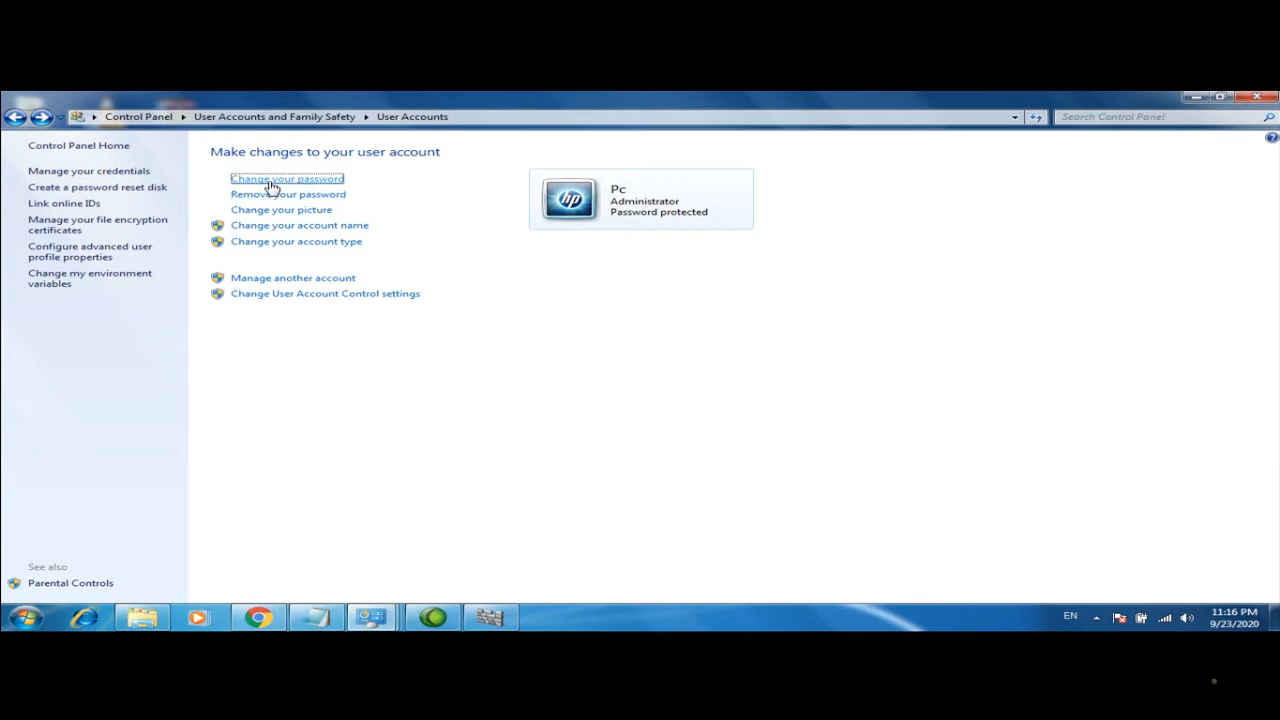 Control Panel User Accounts and Family Safety User Accounts
Search Control Panel
Control Panel Home
Manage your credentials
Create a password reset disk
Link online IDs
Manage your file encryption
certificates
Configure advanced user
profile properties
Change my environment
variables
See also
Parental Controls
Make changes to your user account
Change your password
Remove your password
Change your picture
Change your account name
Change your account type
Manage another account
Change User Account Control settings
hp
Pc
Administrator
Password protected
EN
11:16 PM
9/23/2020